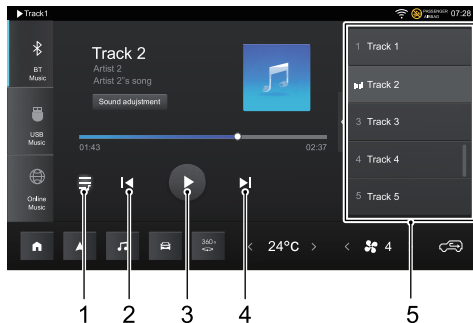 Track1
PASSENGER
AIRBAG
07:28
BT
Music
USB
Music
Online
Music
Track 2
Artist 2
Artist 2"s song
Sound adujstment
01:43
02:37
1 Track 1
Track 2
3 Track 3
4 Track 4
5 Track 5
360°
24°C
4
1 2 3 4 5